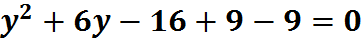 y² + 6y − 16 + 9 − 9 = 0